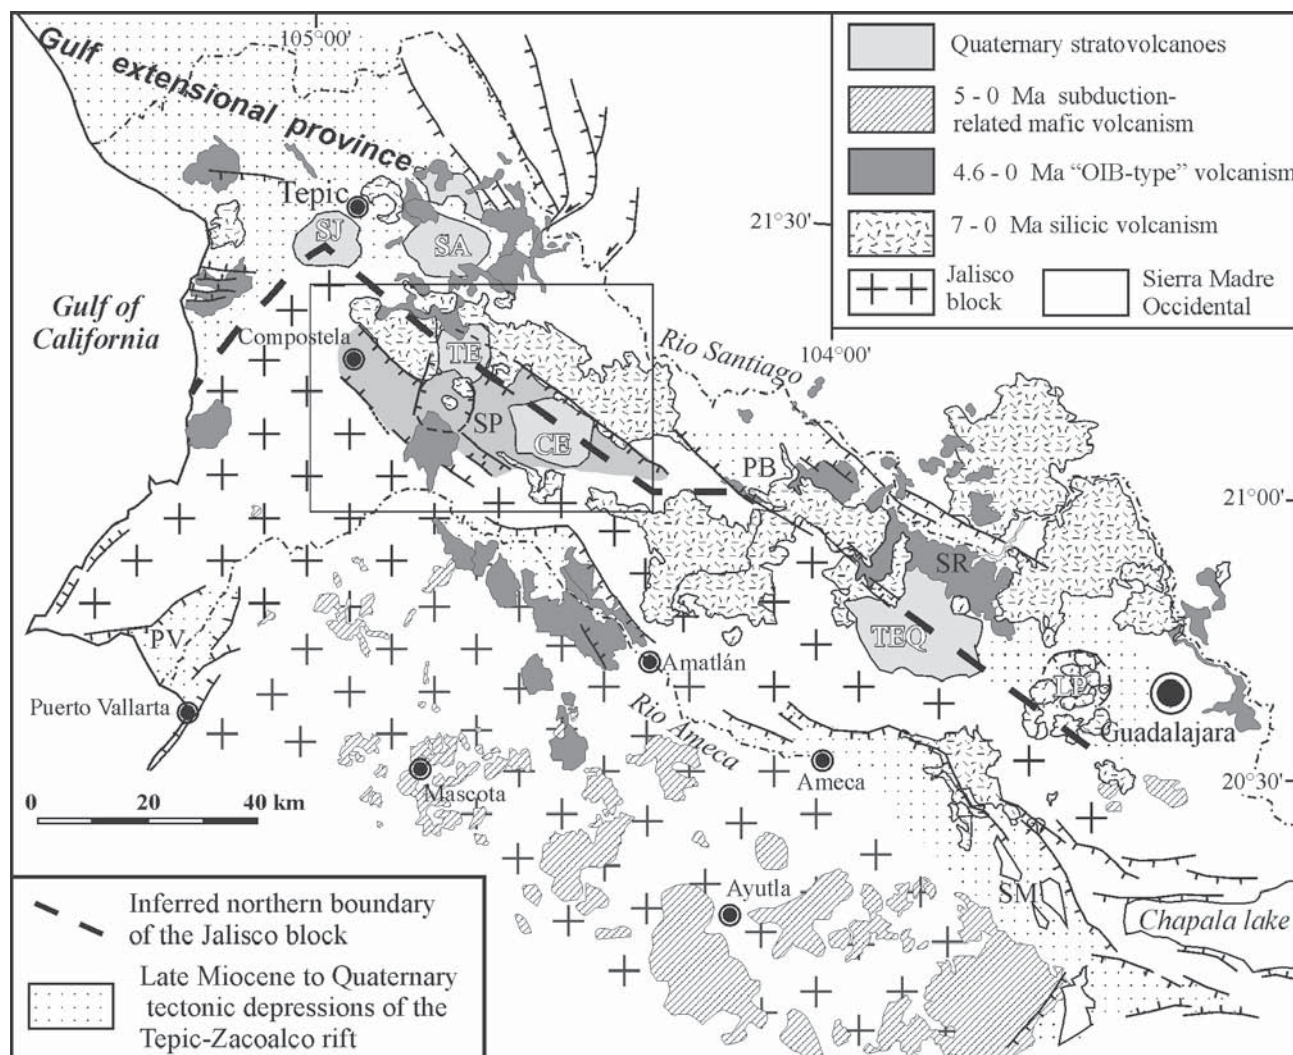 105°00'
Gulf extensional province
Quaternary stratovolcanoes
5 - 0 Ma subduction-
related mafic volcanism
4.6 - 0 Ma “OIB-type” volcanism
7 - 0 Ma silicic volcanism
Jalisco
block
Sierra Madre
Occidental
Tepic
SJ
SA
21°30'
Gulf of
California
Compostela
TE
Rio Santiago
104°00'
SP
CE
PB
21°00'
SR
PV
TEQ
Amatlán
LP
Puerto Vallarta
Rio Ameca
Guadalajara
Mascota
Ameca
20°30'
0 20 40 km
Ayutla
SM
Chapala lake
Inferred northern boundary
of the Jalisco block
Late Miocene to Quaternary
tectonic depressions of the
Tepic-Zacoalco rift